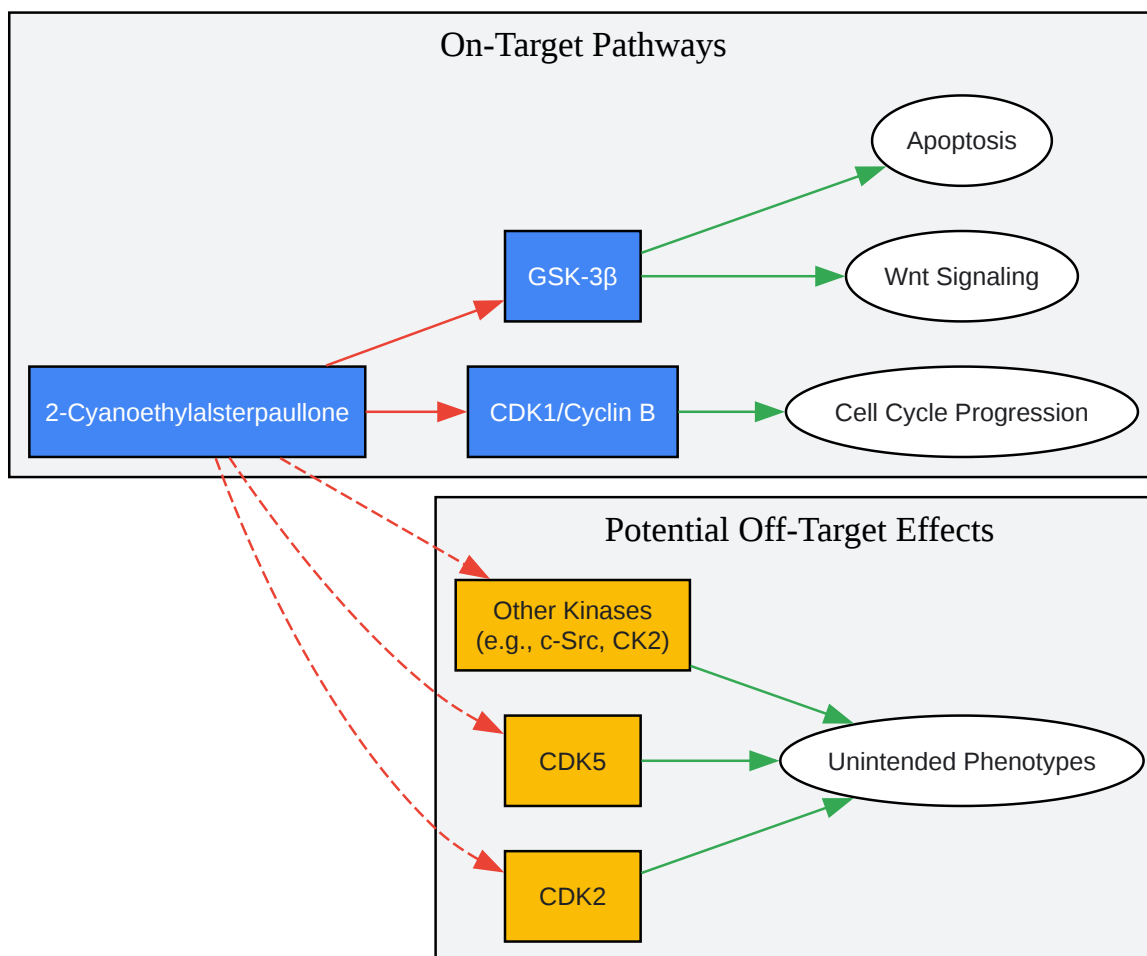 On-Target Pathways
Apoptosis
GSK-3β
Wnt Signaling
2-Cyanoethylalsterpaullone
CDK1/Cyclin B
Cell Cycle Progression
Potential Off-Target Effects
Other Kinases
(e.g., c-Src, CK2)
CDK5
Unintended Phenotypes
CDK2